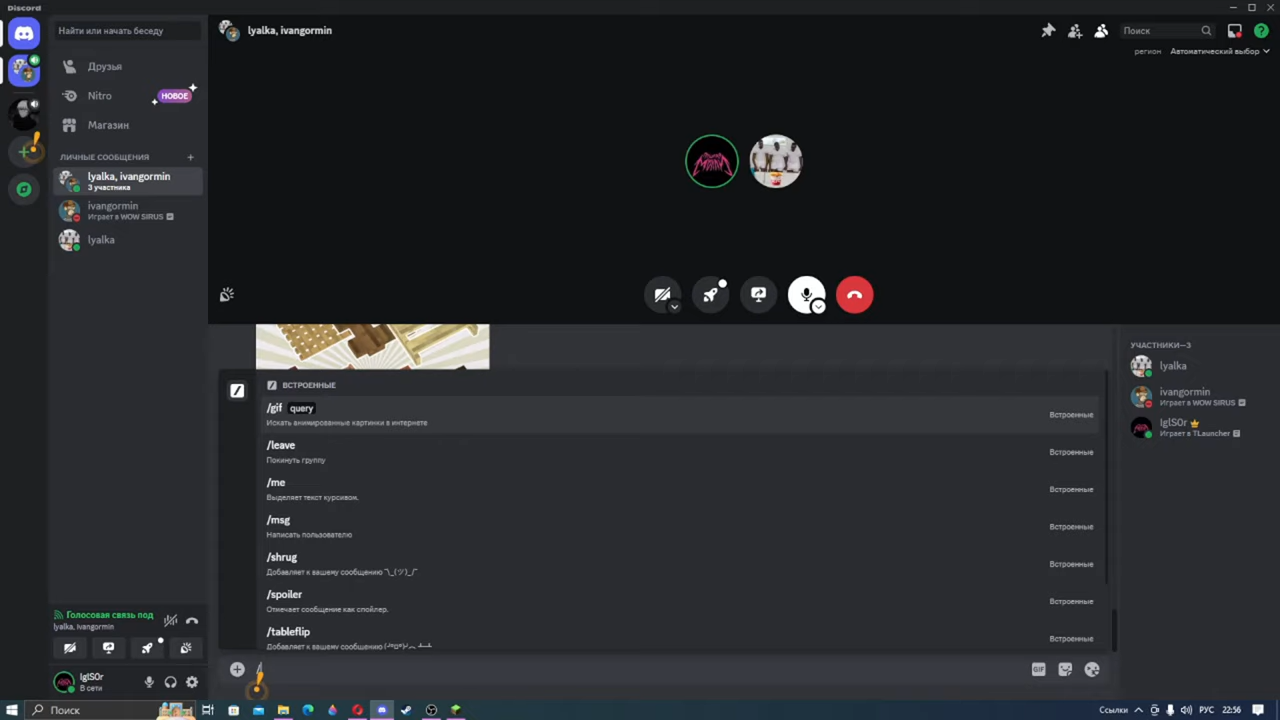 Discord
Найти или начать беседу
lyalka, ivangormin
Поиск
регион
Автоматический выбор
Друзья
Nitro
НОВОЕ
Магазин
ЛИЧНЫЕ СООБЩЕНИЯ
lyalka, ivangormin
3 участника
ivangormin
Играет в WOW SIRUS
lyalka
УЧАСТНИКИ—3
lyalka
ivangormin
Играет в WOW SIRUS
lglS0r
Играет в TLauncher
ВСТРОЕННЫЕ
/gif query
Искать анимированные картинки в интернете
Встроенные
/leave
Покинуть группу
Встроенные
/me
Выделяет текст курсивом.
Встроенные
/msg
Написать пользователю
Встроенные
/shrug
Добавляет к вашему сообщению ¯\_(ツ)_/¯
Встроенные
/spoiler
Отмечает сообщение как спойлер.
Встроенные
/tableflip
Добавляет к вашему сообщению (╯°□°)╯︵ ┻━┻
Встроенные
/
GIF
Голосовая связь под
lyalka, ivangormin
lglS0r
В сети
Поиск
Ссылки
РУС
22:56